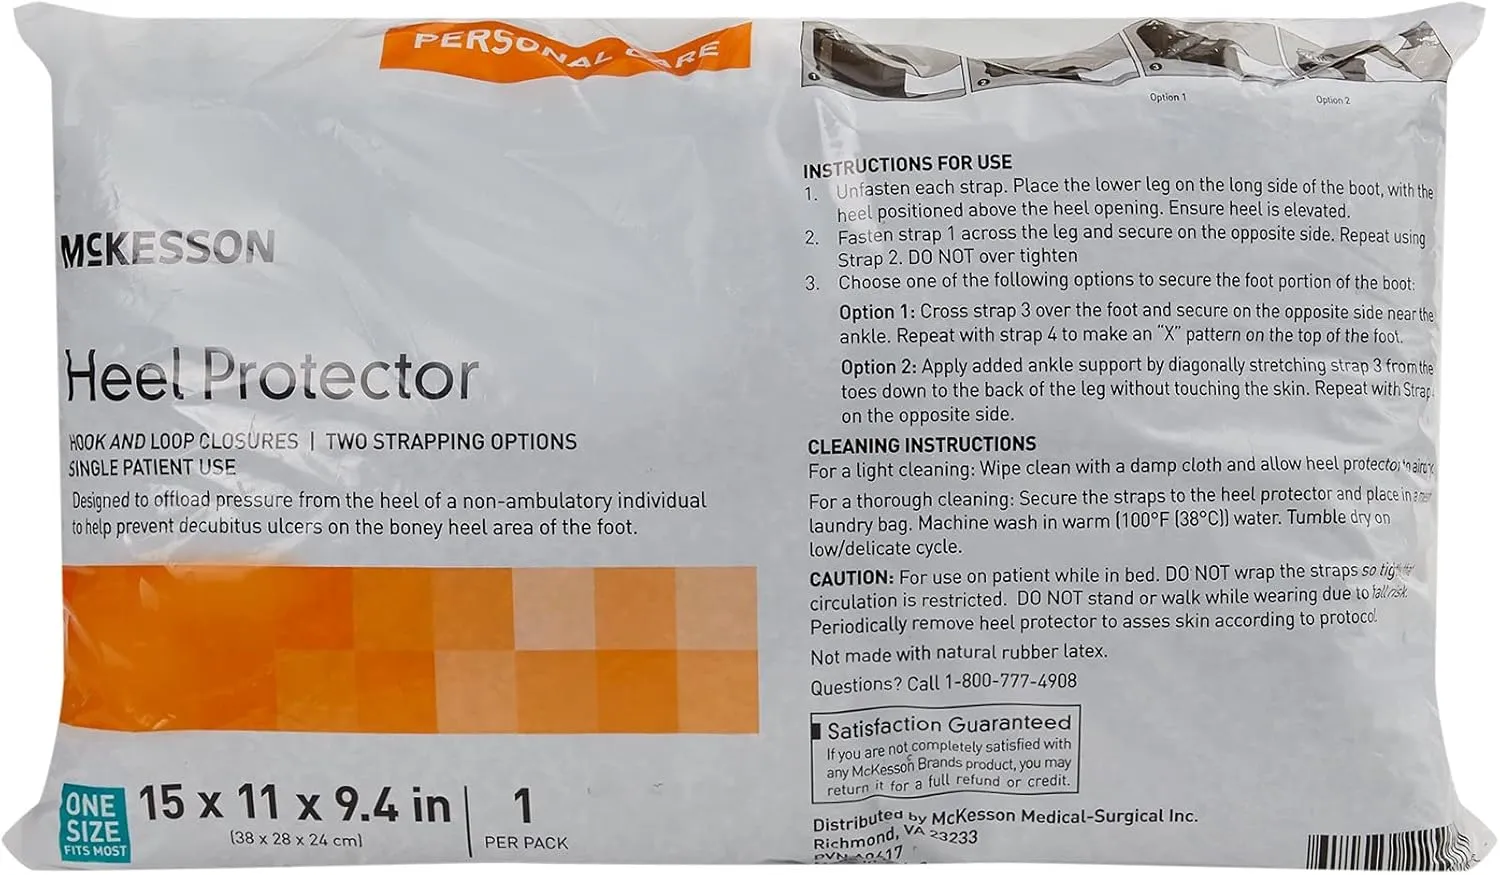 PERSONAL CARE
McKESSON
Heel Protector
HOOK AND LOOP CLOSURES | TWO STRAPPING OPTIONS
SINGLE PATIENT USE
Designed to offload pressure from the heel of a non-ambulatory individual
to help prevent decubitus ulcers on the boney heel area of the foot.
ONE
SIZE
FITS MOST
15 x 11 x 9.4 in
(38 x 28 x 24 cm)
1
PER PACK
1
2
3
Option 1
Option 2
INSTRUCTIONS FOR USE
1. Unfasten each strap. Place the lower leg on the long side of the boot, with the
heel positioned above the heel opening. Ensure heel is elevated.
2. Fasten strap 1 across the leg and secure on the opposite side. Repeat using
Strap 2. DO NOT over tighten
3. Choose one of the following options to secure the foot portion of the boot:
Option 1: Cross strap 3 over the foot and secure on the opposite side near the
ankle. Repeat with strap 4 to make an "X" pattern on the top of the foot.
Option 2: Apply added ankle support by diagonally stretching strap 3 from the
toes down to the back of the leg without touching the skin. Repeat with Strap
on the opposite side.
CLEANING INSTRUCTIONS
For a light cleaning: Wipe clean with a damp cloth and allow heel protector to
For a thorough cleaning: Secure the straps to the heel protector and place in a
laundry bag. Machine wash in warm (100°F (38°C)) water. Tumble dry on
low/delicate cycle.
CAUTION: For use on patient while in bed. DO NOT wrap the straps so
circulation is restricted. DO NOT stand or walk while wearing due to fall risk.
Periodically remove heel protector to asses skin according to protocol.
Not made with natural rubber latex.
Questions? Call 1-800-777-4908
Satisfaction Guaranteed
If you are not completely satisfied with
any McKesson Brands product, you may
return it for a full refund or credit.
Distributed by McKesson Medical-Surgical Inc.
Richmond, VA 23233